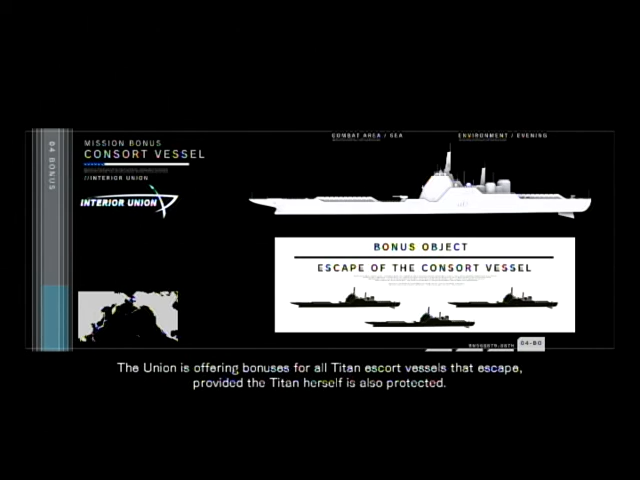 COMBAT AREA / SEA
ENVIRONMENT / EVENING
04 BONUS
MISSION BONUS
CONSORT VESSEL
//INTERIOR UNION
INTERIOR UNION
BONUS OBJECT
ESCAPE OF THE CONSORT VESSEL
04-BO
The Union is offering bonuses for all Titan escort vessels that escape,
provided the Titan herself is also protected.